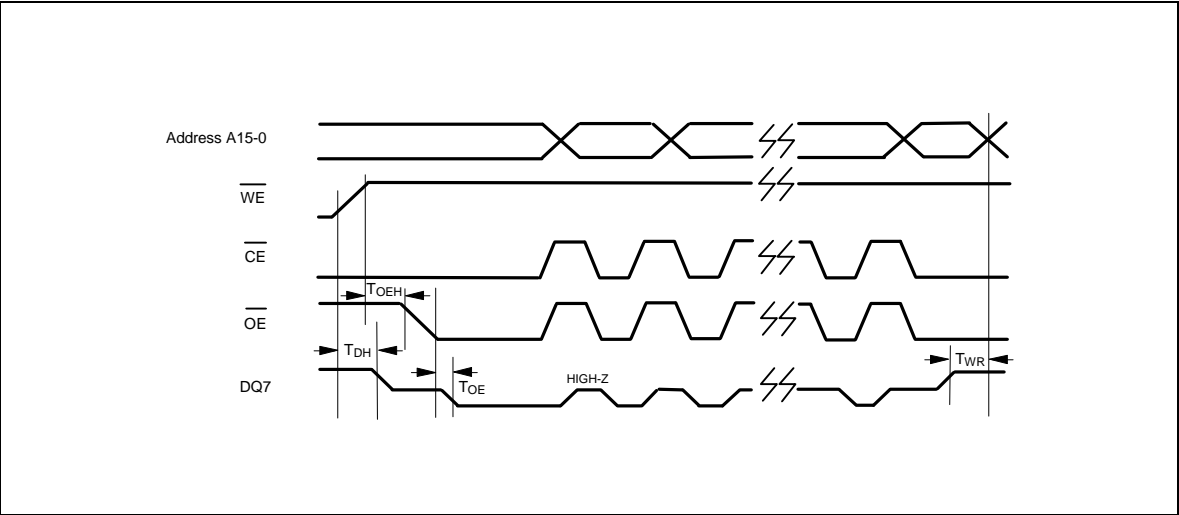 Address A15-0
WE
CE
TOEH
OE
TDH
TWR
DQ7
TOE
HIGH-Z